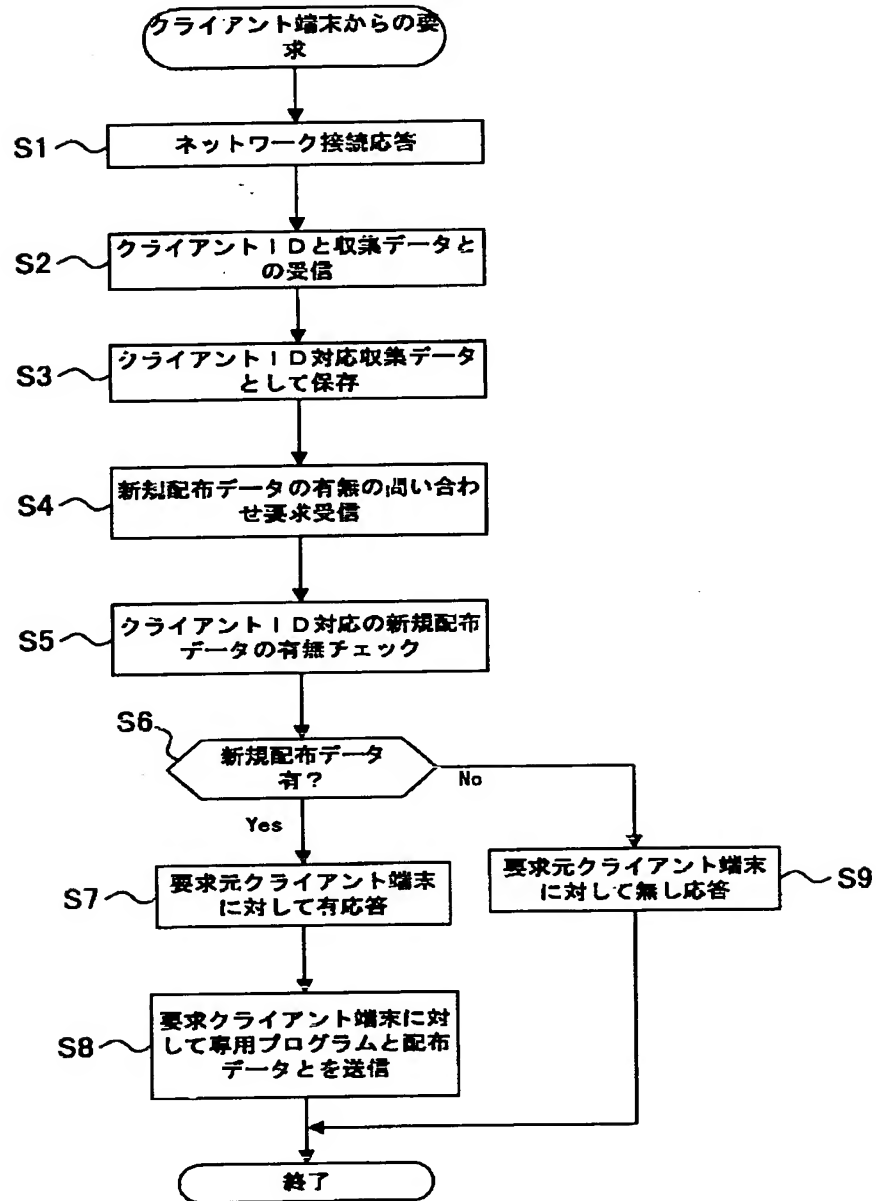 クライアント端末からの要
求
S1
ネットワーク接続応答
S2
クライアントIDと収集データと
の受信
S3
クライアントID対応収集データ
として保存
S4
新規配布データの有無の問い合わ
せ要求受信
S5
クライアントID対応の新規配布
データの有無チェック
S6
新規配布データ
有?
No
Yes
S7
要求元クライアント端末
に対して有応答
要求元クライアント端末
に対して無し応答
S9
S8
要求クライアント端末に対
して専用プログラムと配布
データとを送信
終了